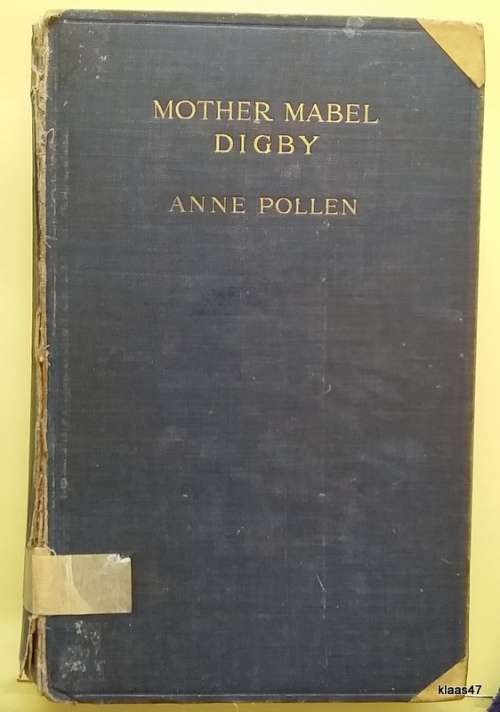 MOTHER MABEL
DIGBY
ANNE POLLEN
klaas47